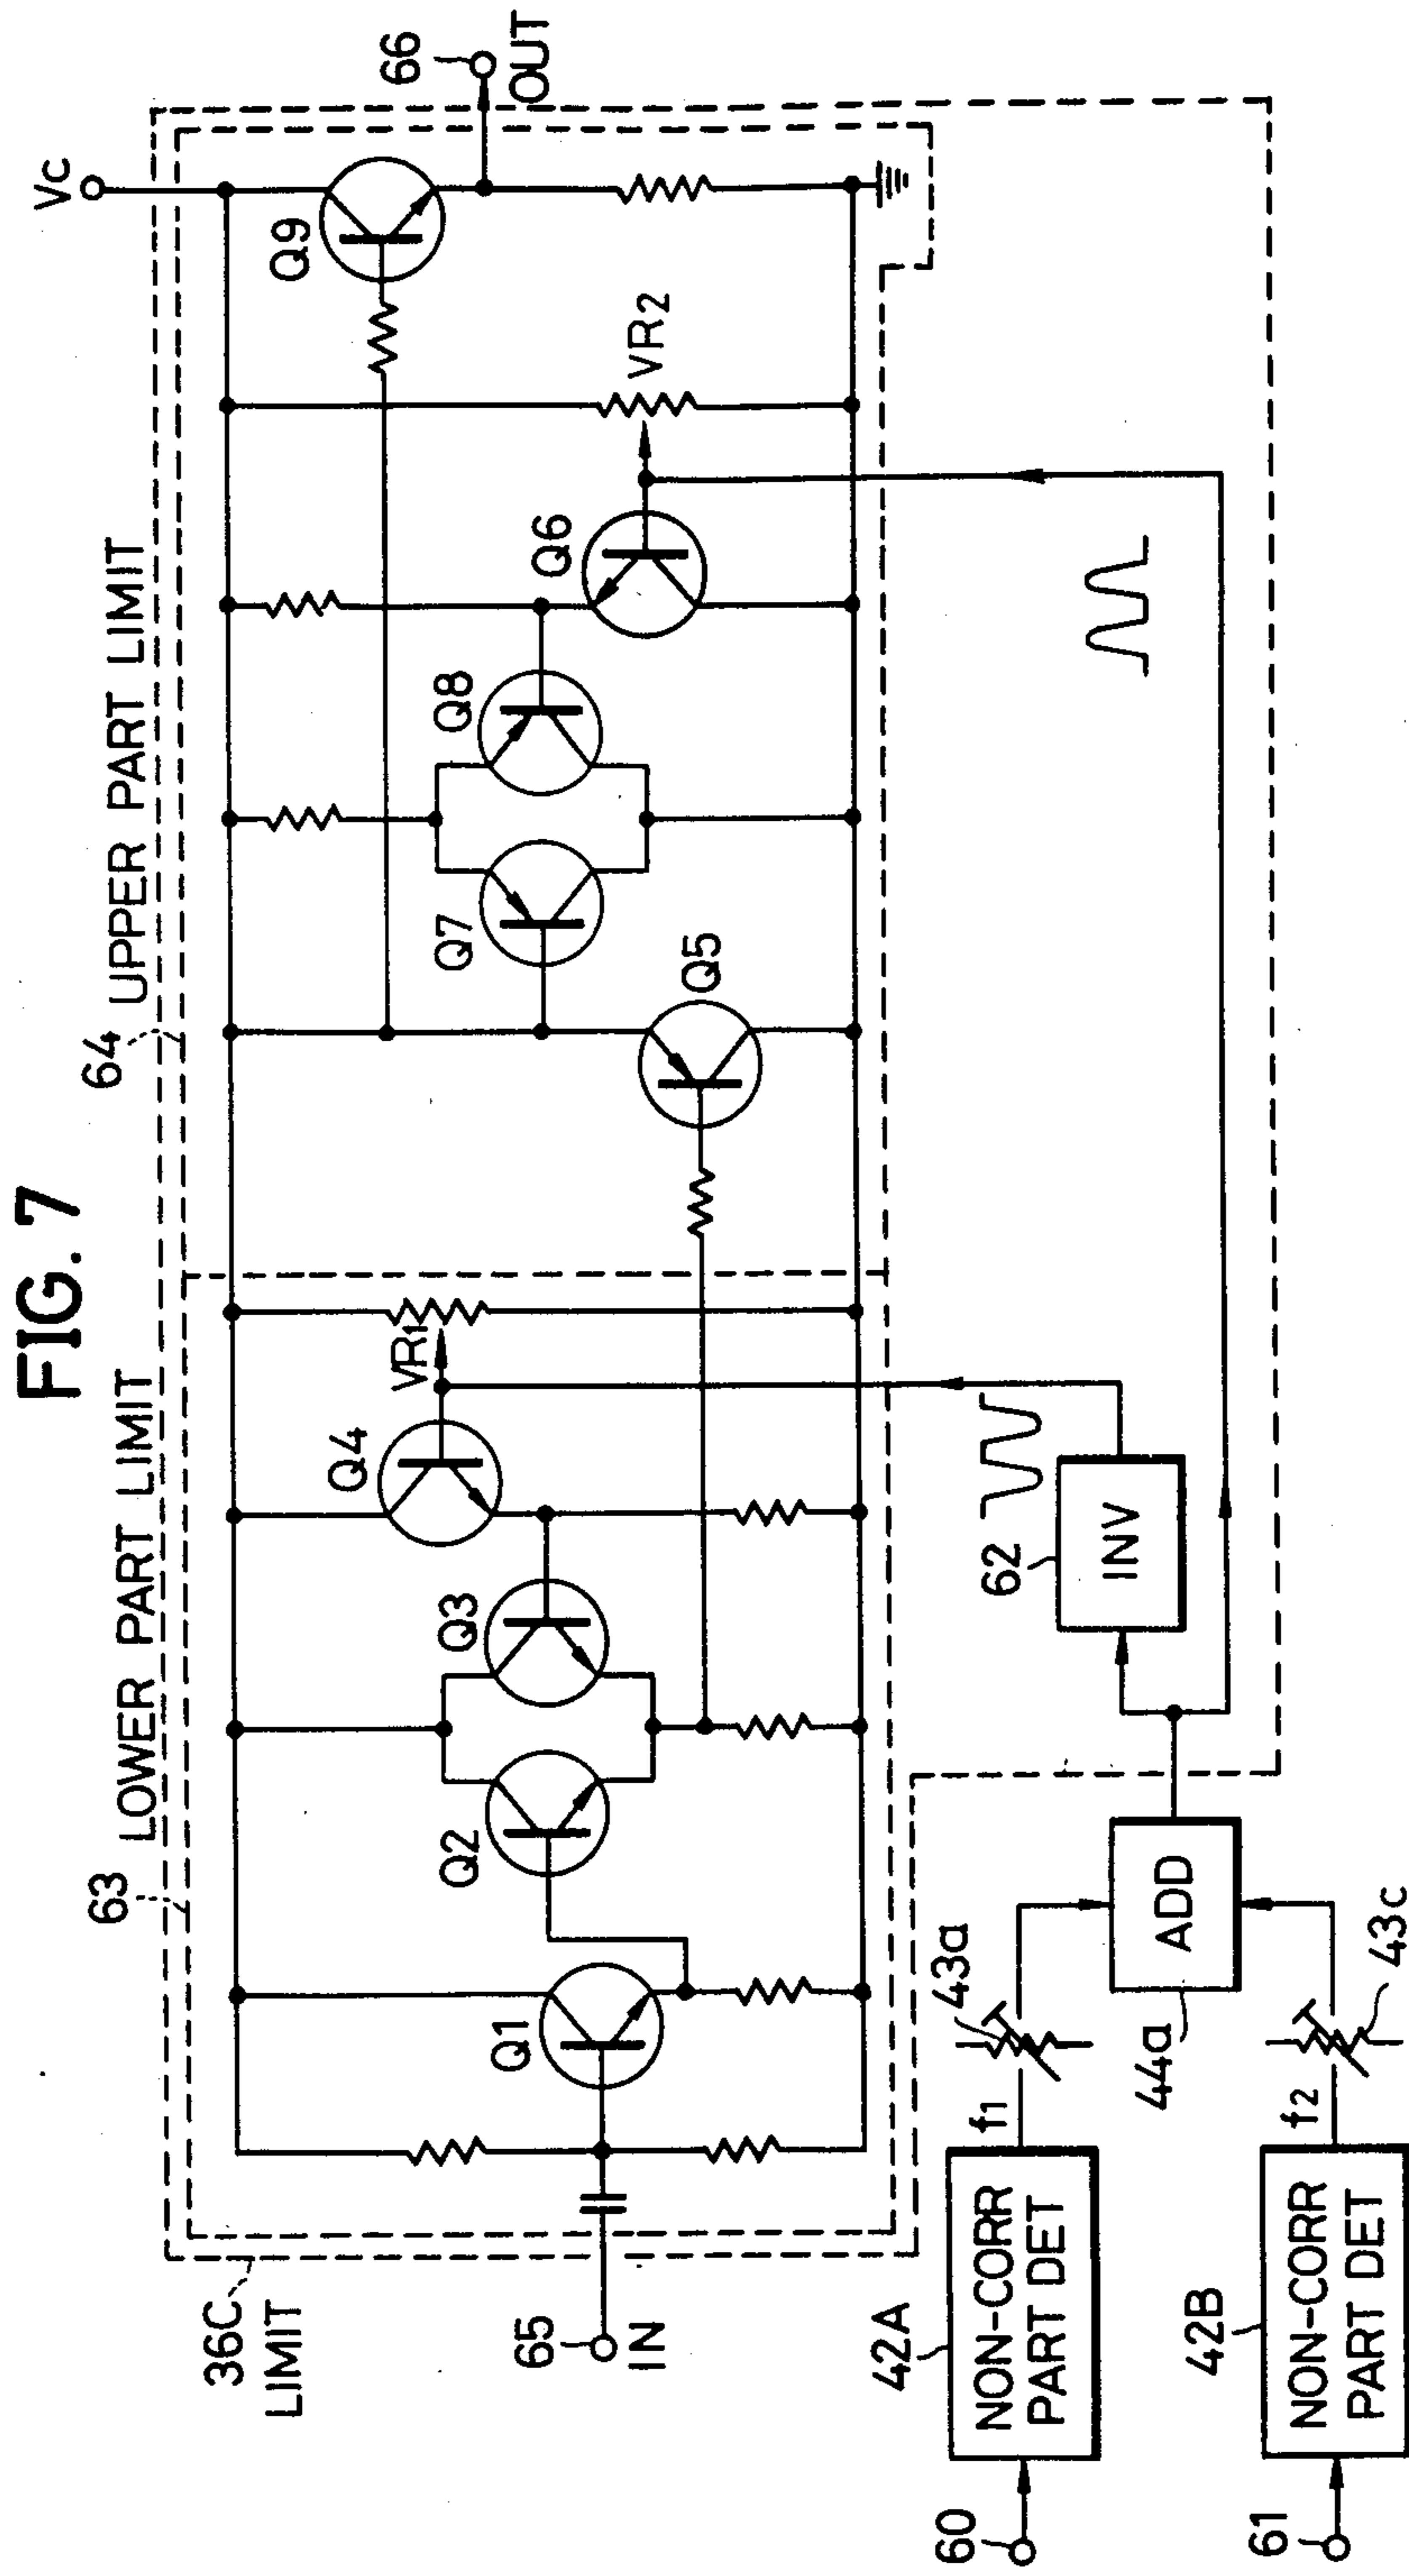 FIG. 7
Vc
66
OUT
64
UPPER PART LIMIT
63
LOWER PART LIMIT
Q9
VR2
Q6
Q8
Q7
Q5
VR1
Q4
Q3
Q2
Q1
36C
LIMIT
65
IN
62
INV
ADD
44a
43a
43c
f1
f2
42A
NON-CORR
PART DET
42B
NON-CORR
PART DET
60
61